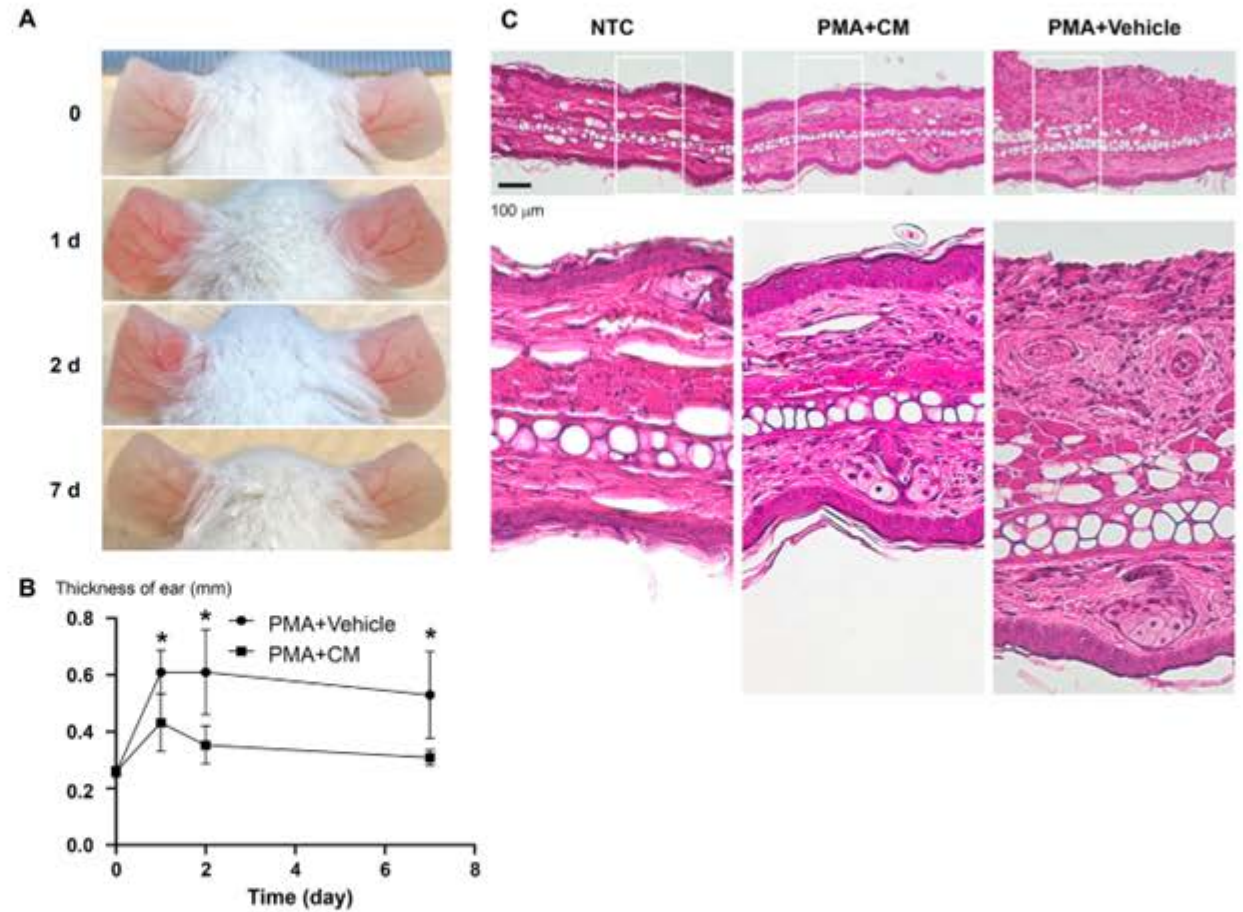 A
0
1 d
2 d
7 d
B
Thickness of ear (mm)
0.8
0.6
0.4
0.2
0.0
* * *
PMA+Vehicle
PMA+CM
0 2 4 6 8
Time (day)
C
NTC PMA+CM PMA+Vehicle
100 μm